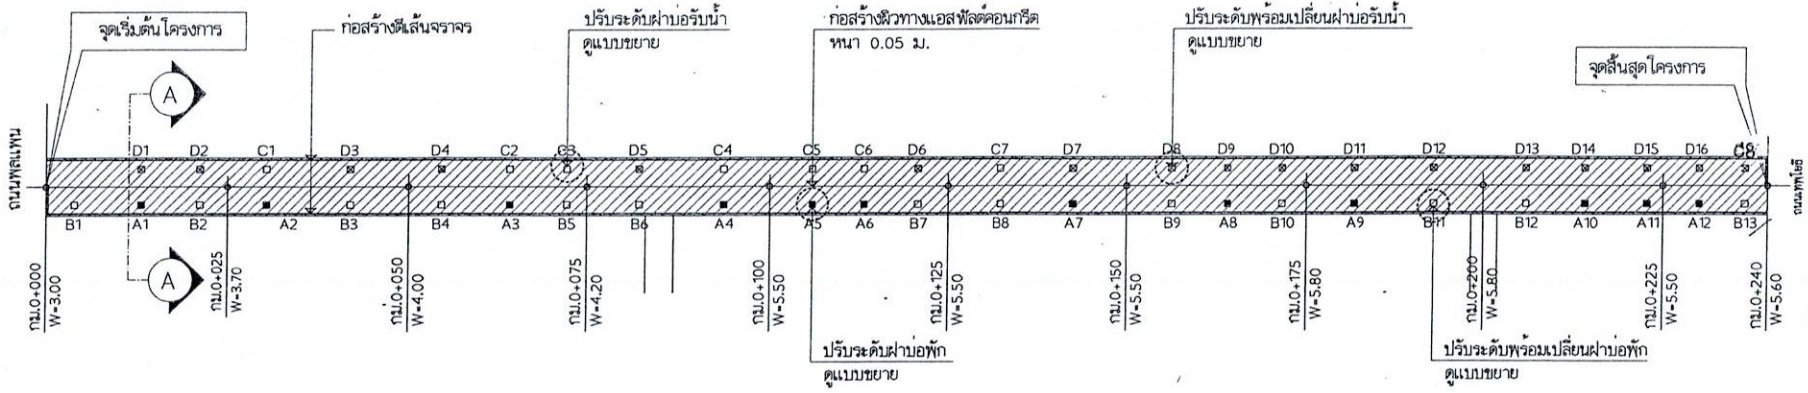 จุดเริ่มต้นโครงการ
ก่อสร้างตีเส้นจราจร
ปรับระดับฝาบ่อรับน้ำ
ดูแบบขยาย
ก่อสร้างผิวทางแอสฟัลต์คอนกรีต
หนา 0.05 ม.
ปรับระดับพร้อมเปลี่ยนฝาบ่อรับน้ำ
ดูแบบขยาย
จุดสิ้นสุดโครงการ
A
ถนนพลแพน
D1 D2 C1 D3 D4 C2 C3 D5 C4 C5 C6 D6 C7 D7 D8 D9 D10 D11 D12 D13 D14 D15 D16 C8
B1 A1 B2 A2 B3 B4 A3 B5 B6 A4 A5 A6 B7 B8 A7 B9 A8 B10 A9 B11 B12 A10 A11 A12 B13
A
กม.0+000
W=3.00
กม.0+025
W=3.70
กม.0+050
W=4.00
กม.0+075
W=4.20
กม.0+100
W=5.50
กม.0+125
W=5.50
กม.0+150
W=5.50
กม.0+175
W=5.80
กม.0+200
W=5.80
กม.0+225
W=5.50
กม.0+240
W=5.60
ปรับระดับฝาบ่อพัก
ดูแบบขยาย
ปรับระดับพร้อมเปลี่ยนฝาบ่อพัก
ดูแบบขยาย